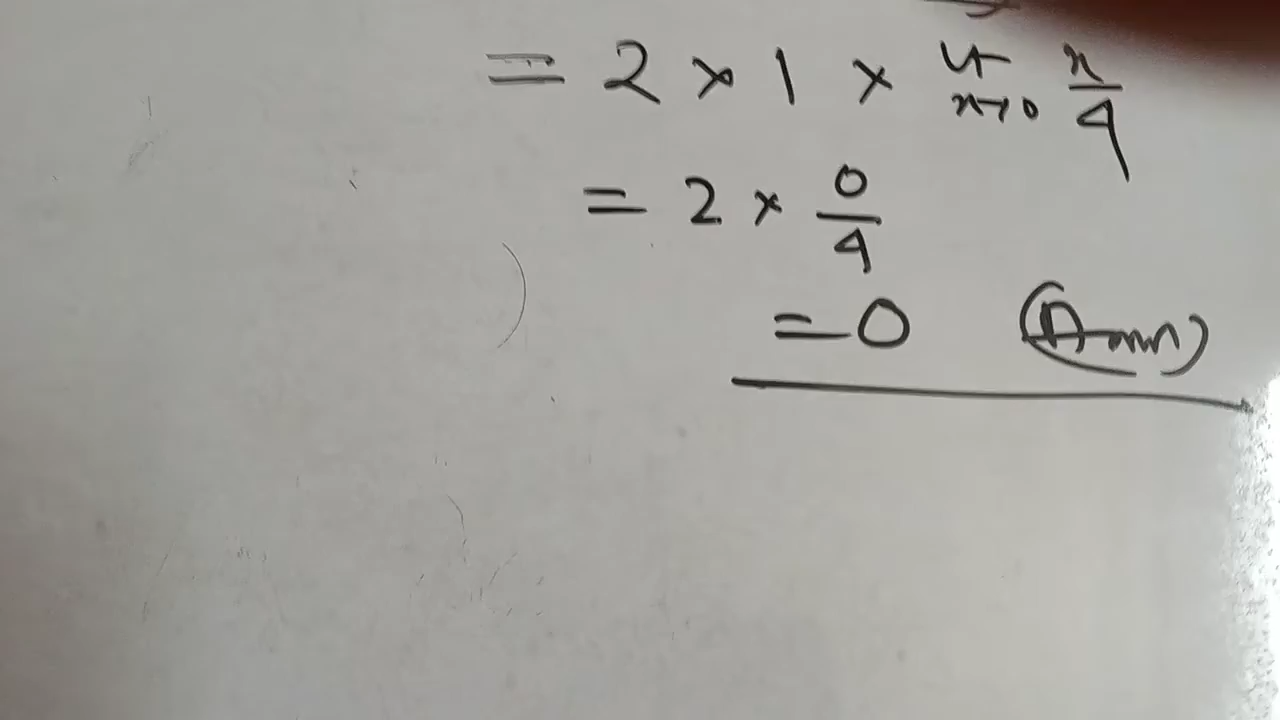 = 2 × 1 × Lt x→0 x/4
= 2 × 0/4
= 0 (Ans)